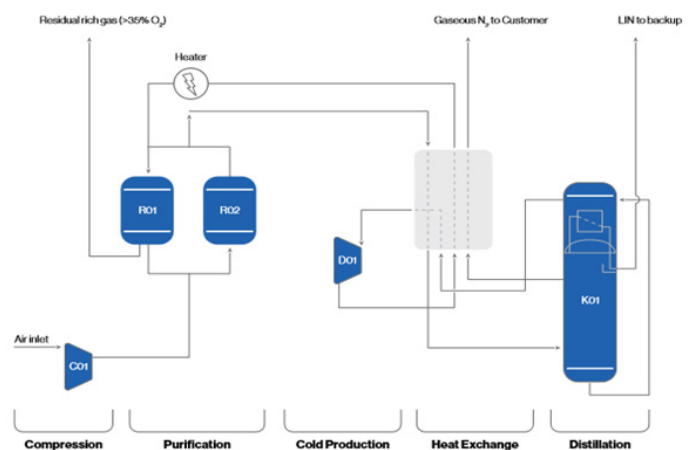 Residual rich gas (>35% O₂)
Gaseous N₂ to Customer
LIN to backup
Heater
R01
R02
D01
K01
Air inlet
C01
Compression
Purification
Cold Production
Heat Exchange
Distillation